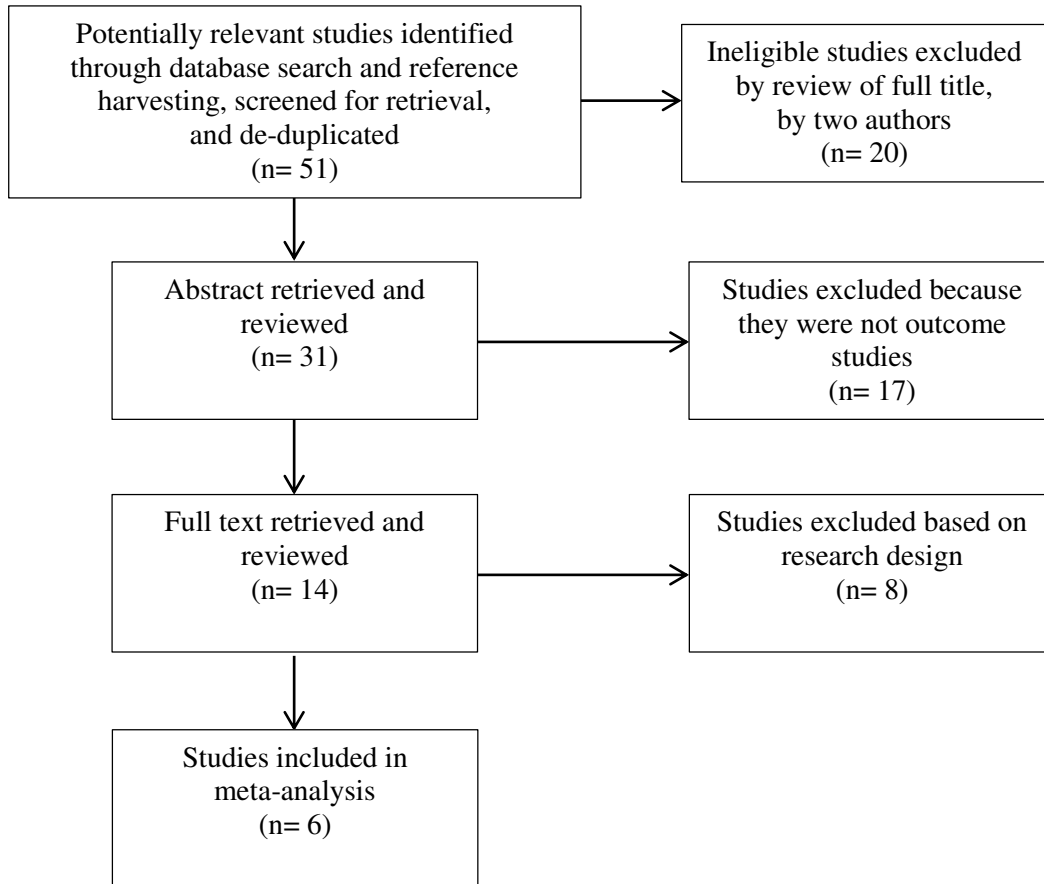 Potentially relevant studies identified
through database search and reference
harvesting, screened for retrieval,
and de-duplicated
(n= 51)
Ineligible studies excluded
by review of full title,
by two authors
(n= 20)
Abstract retrieved and
reviewed
(n= 31)
Studies excluded because
they were not outcome
studies
(n= 17)
Full text retrieved and
reviewed
(n= 14)
Studies excluded based on
research design
(n= 8)
Studies included in
meta-analysis
(n= 6)